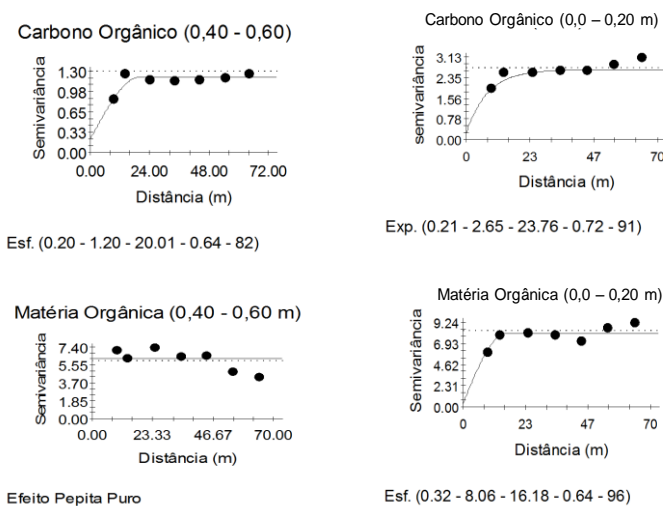 Carbono Orgânico (0,40 - 0,60)
Semivariância
1.30
0.98
0.65
0.33
0.00
0.00 24.00 48.00 72.00
Distância (m)
Esf. (0.20 - 1.20 - 20.01 - 0.64 - 82)
Carbono Orgânico (0,0 – 0,20 m)
semivariância
3.13
2.35
1.56
0.78
0.00
0 23 47 70
Distância (m)
Exp. (0.21 - 2.65 - 23.76 - 0.72 - 91)
Matéria Orgânica (0,40 - 0,60 m)
Semivariância
7.40
5.55
3.70
1.85
0.00
0.00 23.33 46.67 70.00
Distância (m)
Efeito Pepita Puro
Matéria Orgânica (0,0 – 0,20 m)
Semivariância
9.24
6.93
4.62
2.31
0.00
0 23 47 70
Distância (m)
Esf. (0.32 - 8.06 - 16.18 - 0.64 - 96)